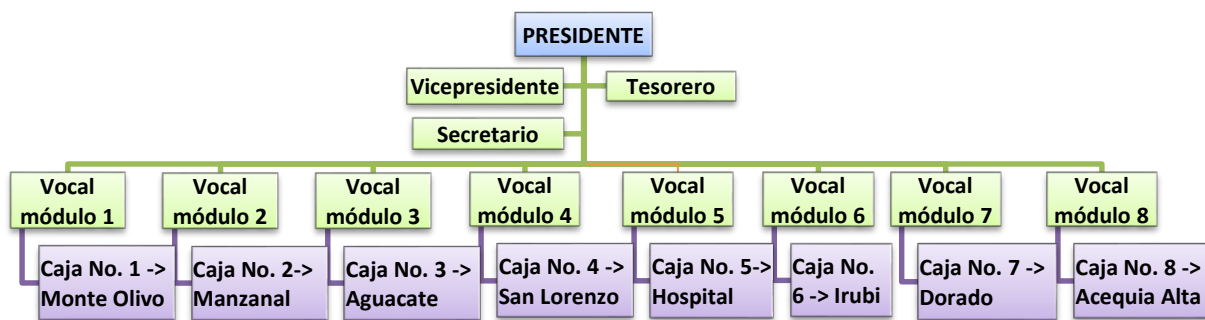 PRESIDENTE
Vicepresidente
Tesorero
Secretario
Vocal
módulo 1
Vocal
módulo 2
Vocal
módulo 3
Vocal
módulo 4
Vocal
módulo 5
Vocal
módulo 6
Vocal
módulo 7
Vocal
módulo 8
Caja No. 1 ->
Monte Olivo
Caja No. 2->
Manzanal
Caja No. 3 ->
Aguacate
Caja No. 4 ->
San Lorenzo
Caja No. 5->
Hospital
Caja No.
6 -> Irubi
Caja No. 7 ->
Dorado
Caja No. 8 ->
Acequia Alta